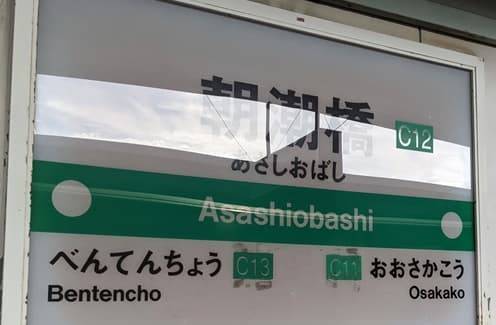 朝潮橋 C12
あさしおばし
Asashiobashi
べんてんちょう C13 C11 おおさかこう
Bentencho Osakako